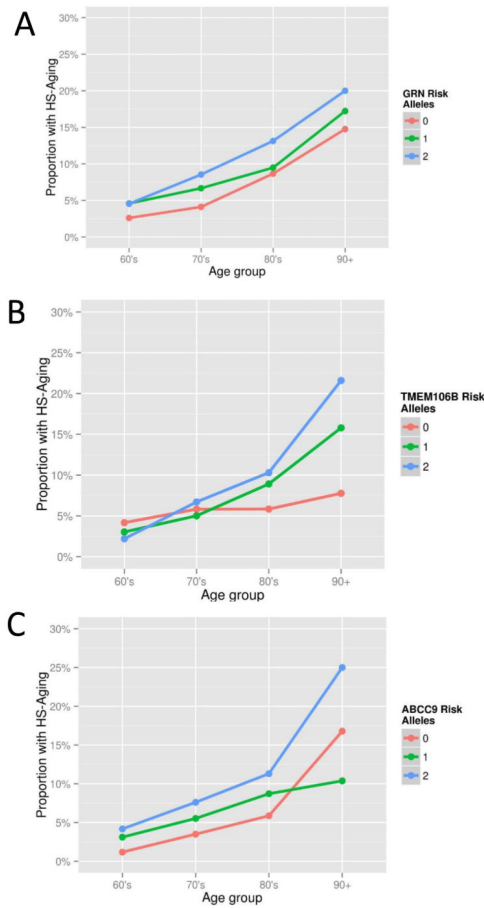 A
30%
25%
20%
15%
10%
5%
0%
Proportion with HS-Aging
60's 70's 80's 90+
Age group
GRN Risk
Alleles
0
1
2
B
30%
25%
20%
15%
10%
5%
0%
Proportion with HS-Aging
60's 70's 80's 90+
Age group
TMEM106B Risk
Alleles
0
1
2
C
30%
25%
20%
15%
10%
5%
0%
Proportion with HS-Aging
60's 70's 80's 90+
Age group
ABCC9 Risk
Alleles
0
1
2